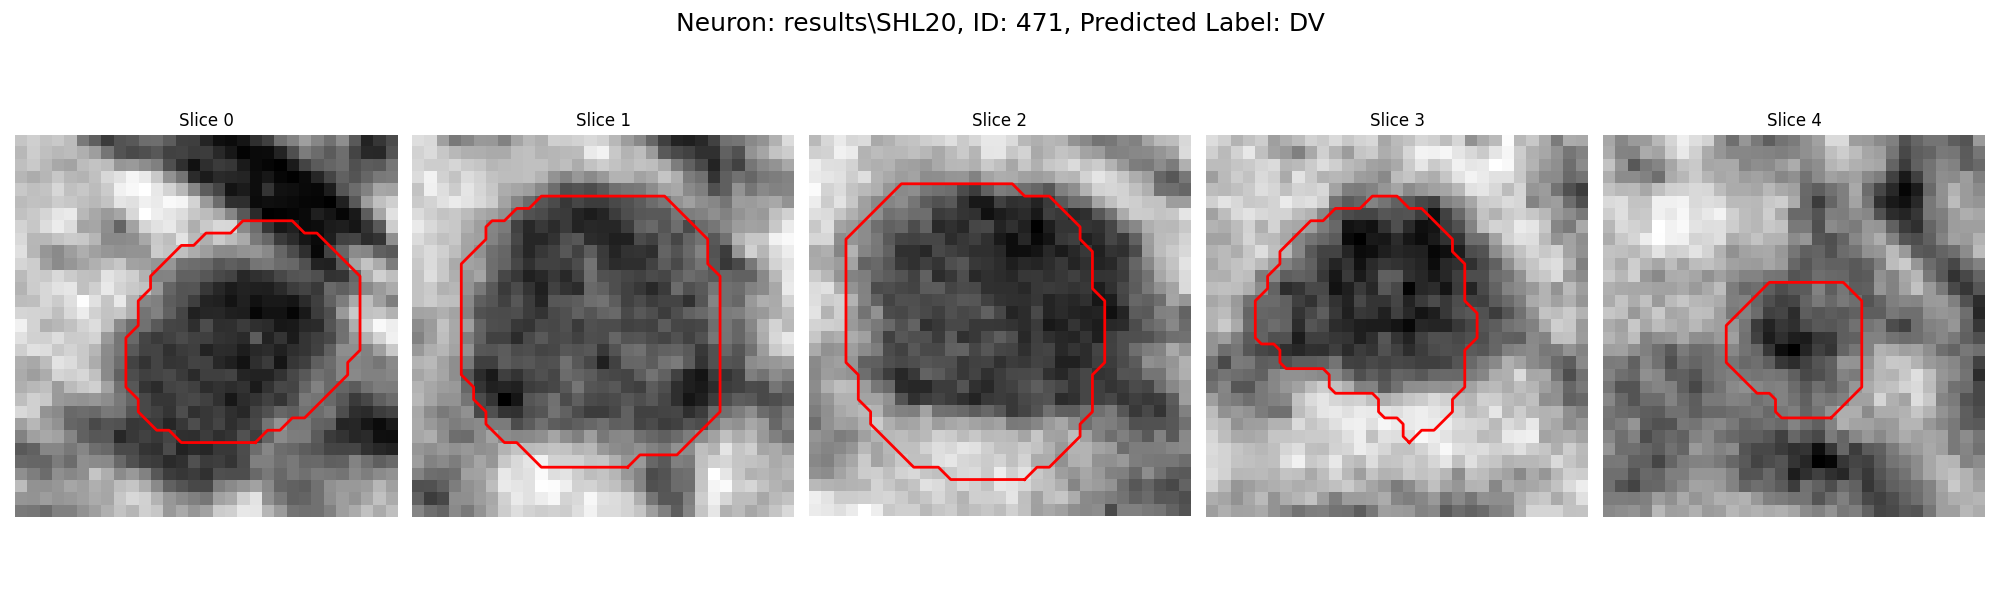 Neuron: results\SHL20, ID: 471, Predicted Label: DV
Slice 0
Slice 1
Slice 2
Slice 3
Slice 4